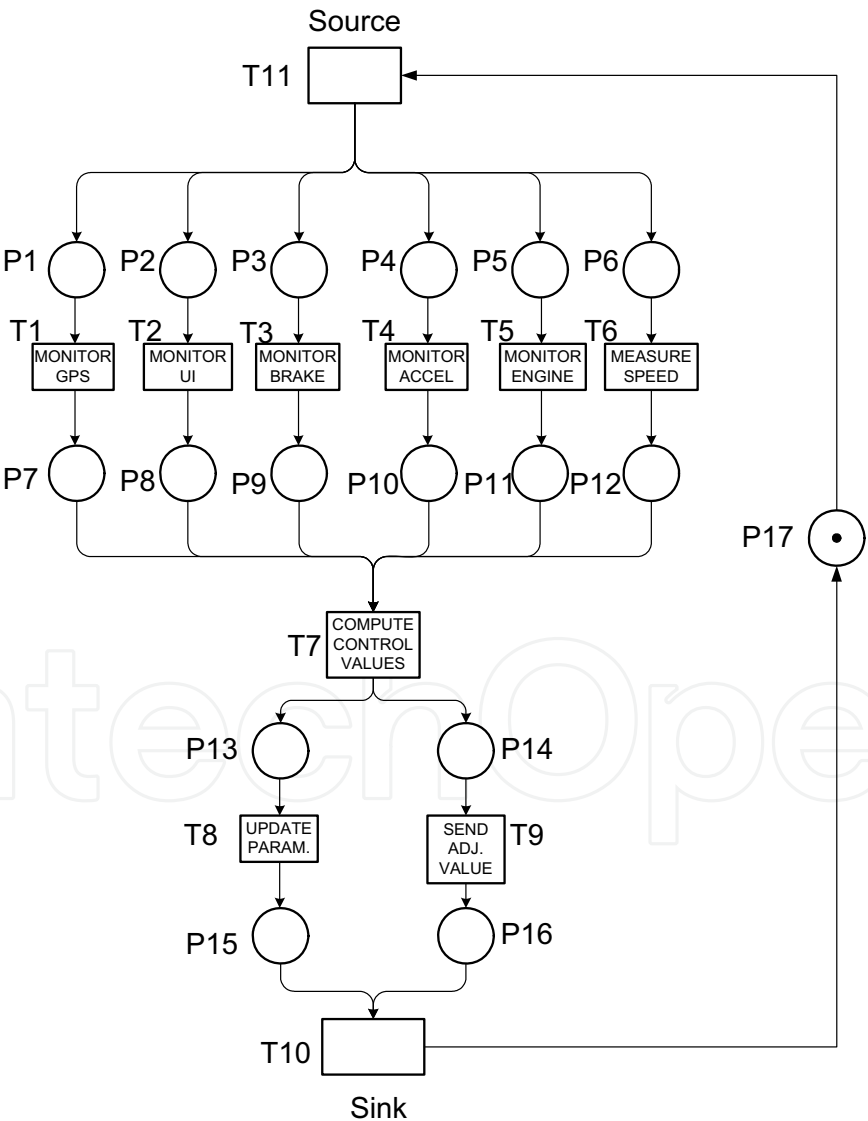 Source
T11
P1
P2
P3
P4
P5
P6
T1
T2
T3
T4
T5
T6
MONITOR
GPS
MONITOR
UI
MONITOR
BRAKE
MONITOR
ACCEL
MONITOR
ENGINE
MEASURE
SPEED
P7
P8
P9
P10
P11
P12
P17
T7
COMPUTE
CONTROL
VALUES
P13
P14
T8
UPDATE
PARAM.
SEND
ADJ.
VALUE
T9
P15
P16
T10
Sink
ntechOpe